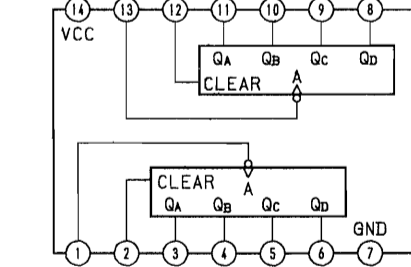 14 13 12 11 10 9 8
VCC
QA QB QC QD
CLEAR A
CLEAR A
QA QB QC QD
GND
1 2 3 4 5 6 7